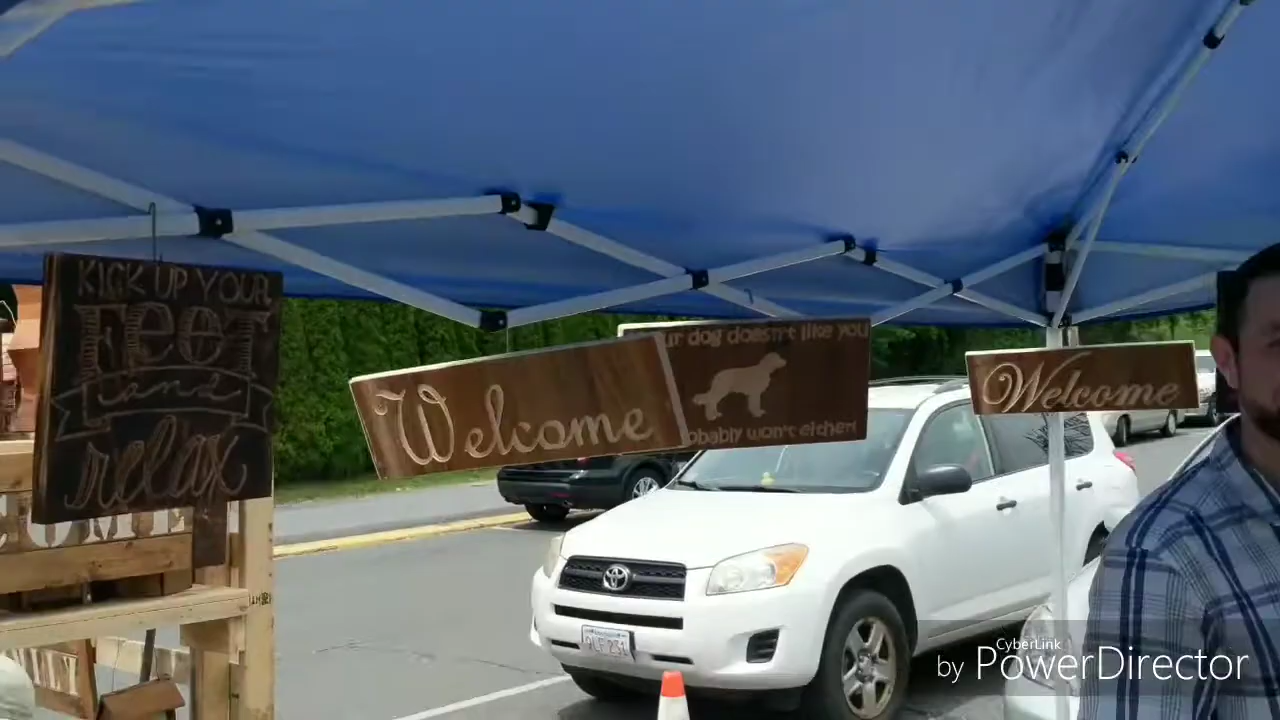 KICK UP YOUR
FEET
and
relax
COME
Welcome
ur dog doesn't like you
obably won't either!
Welcome
CyberLink
by PowerDirector